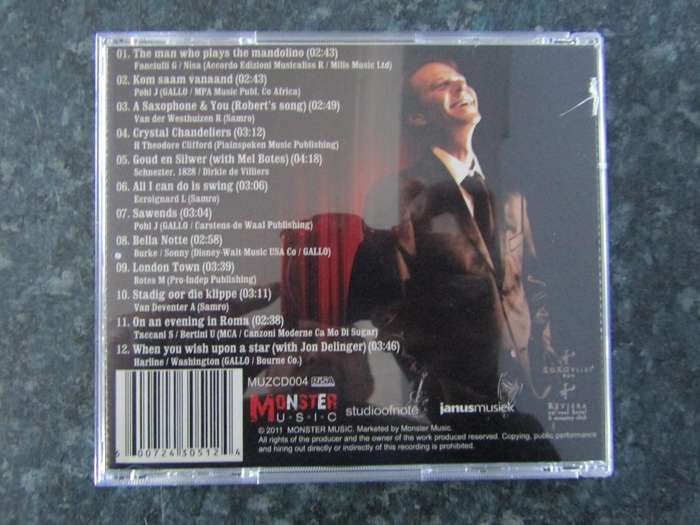 01. The man who plays the mandolino (02:43)
Fanciulli G / Nisa (Accordo Edizioni Musicaliss R / Mills Music Ltd)
02. Kom saam vanaand (02:43)
Pohl J (GALLO / MPA Music Publ. Co Africa)
03. A Saxophone & You (Robert's song) (02:49)
Van der Westhuizen R (Samro)
04. Crystal Chandeliers (03:12)
H Theodore Clifford (Plainspoken Music Publishing)
05. Goud en Silwer (with Mel Botes) (04:18)
Schnezter, 1828 / Dirkie de Villiers
06. All I can do is swing (03:06)
Ecroignard L (Samro)
07. Sawends (03:04)
Pohl J (GALLO / Carstens-de Waal Publishing)
08. Bella Notte (02:58)
Burke / Sonny (Disney-Walt-Music USA Co / GALLO)
09. London Town (03:39)
Botes M (Pro-Indep Publishing)
10. Stadig oor die klippe (03:11)
Van Deventer A (Samro)
11. On an evening in Roma (02:38)
Taccani S / Bertini U (MCA / Canzoni Moderne Ca Mo Di Sugar)
12. When you wish upon a star (with Jon Delinger) (03:46)
Harline / Washington (GALLO / Bourne Co.)
MUZCD004
MONSTER
MUSIC
studioofnote
janusmusiek
© 2011 MONSTER MUSIC. Marketed by Monster Music.
All rights of the producer and the owner of the work produced reserved. Copying, public performance
and hiring out directly or indirectly of this recording is prohibited.
6 00724 30512 4